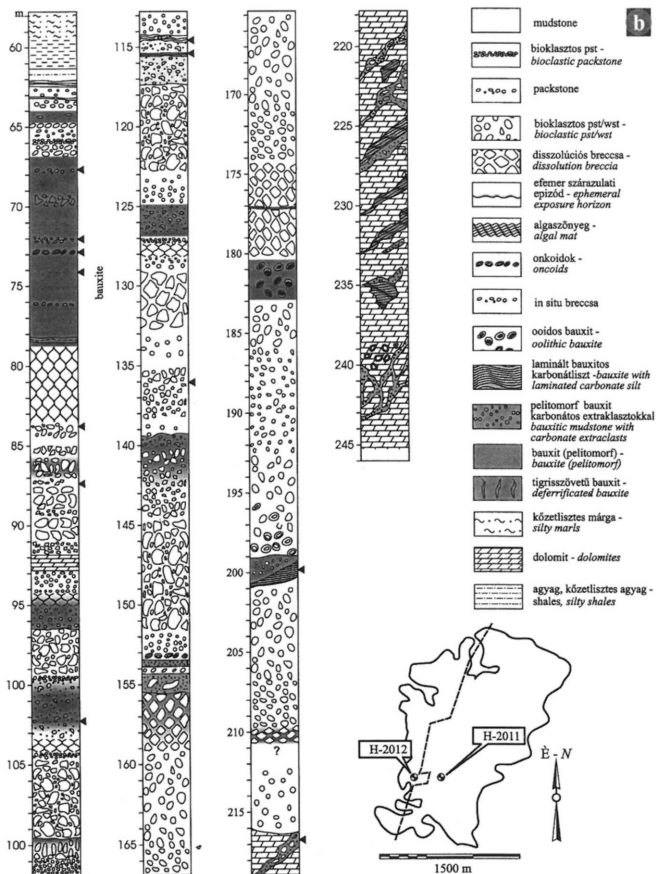 m.
60
65
70
75
80
85
90
95
100
105
100
bauxite
115
120
125
130
135
140
145
150
155
160
165
170
175
180
185
190
195
200
205
210
?
215
220
225
230
235
240
245
b
mudstone
bioklasztos pst -
bioclastic packstone
packstone
bioklasztos pst/wst -
bioclastic pst/wst
disszolúciós breccsa -
dissolution breccia
efemer szárazulati
epizód - ephemeral
exposure horizon
algaszőnyeg -
algal mat
onkoidok -
oncoids
in situ breccsa
ooidos bauxit -
oolithic bauxite
laminált bauxitos
karbonátliszt -bauxite with
laminated carbonate silt
pelitomorf bauxit
karbonátos extraklasztokkal
bauxitic mudstone with
carbonate extraclasts
bauxit (pelitomorf) -
bauxite (pelitomorf)
tigrisszövetű bauxit -
deferrificated bauxite
kőzetlisztes márga -
silty marls
dolomit - dolomites
agyag, kőzetlisztes agyag -
shales, silty shales
H-2012
H-2011
È - N
1500 m